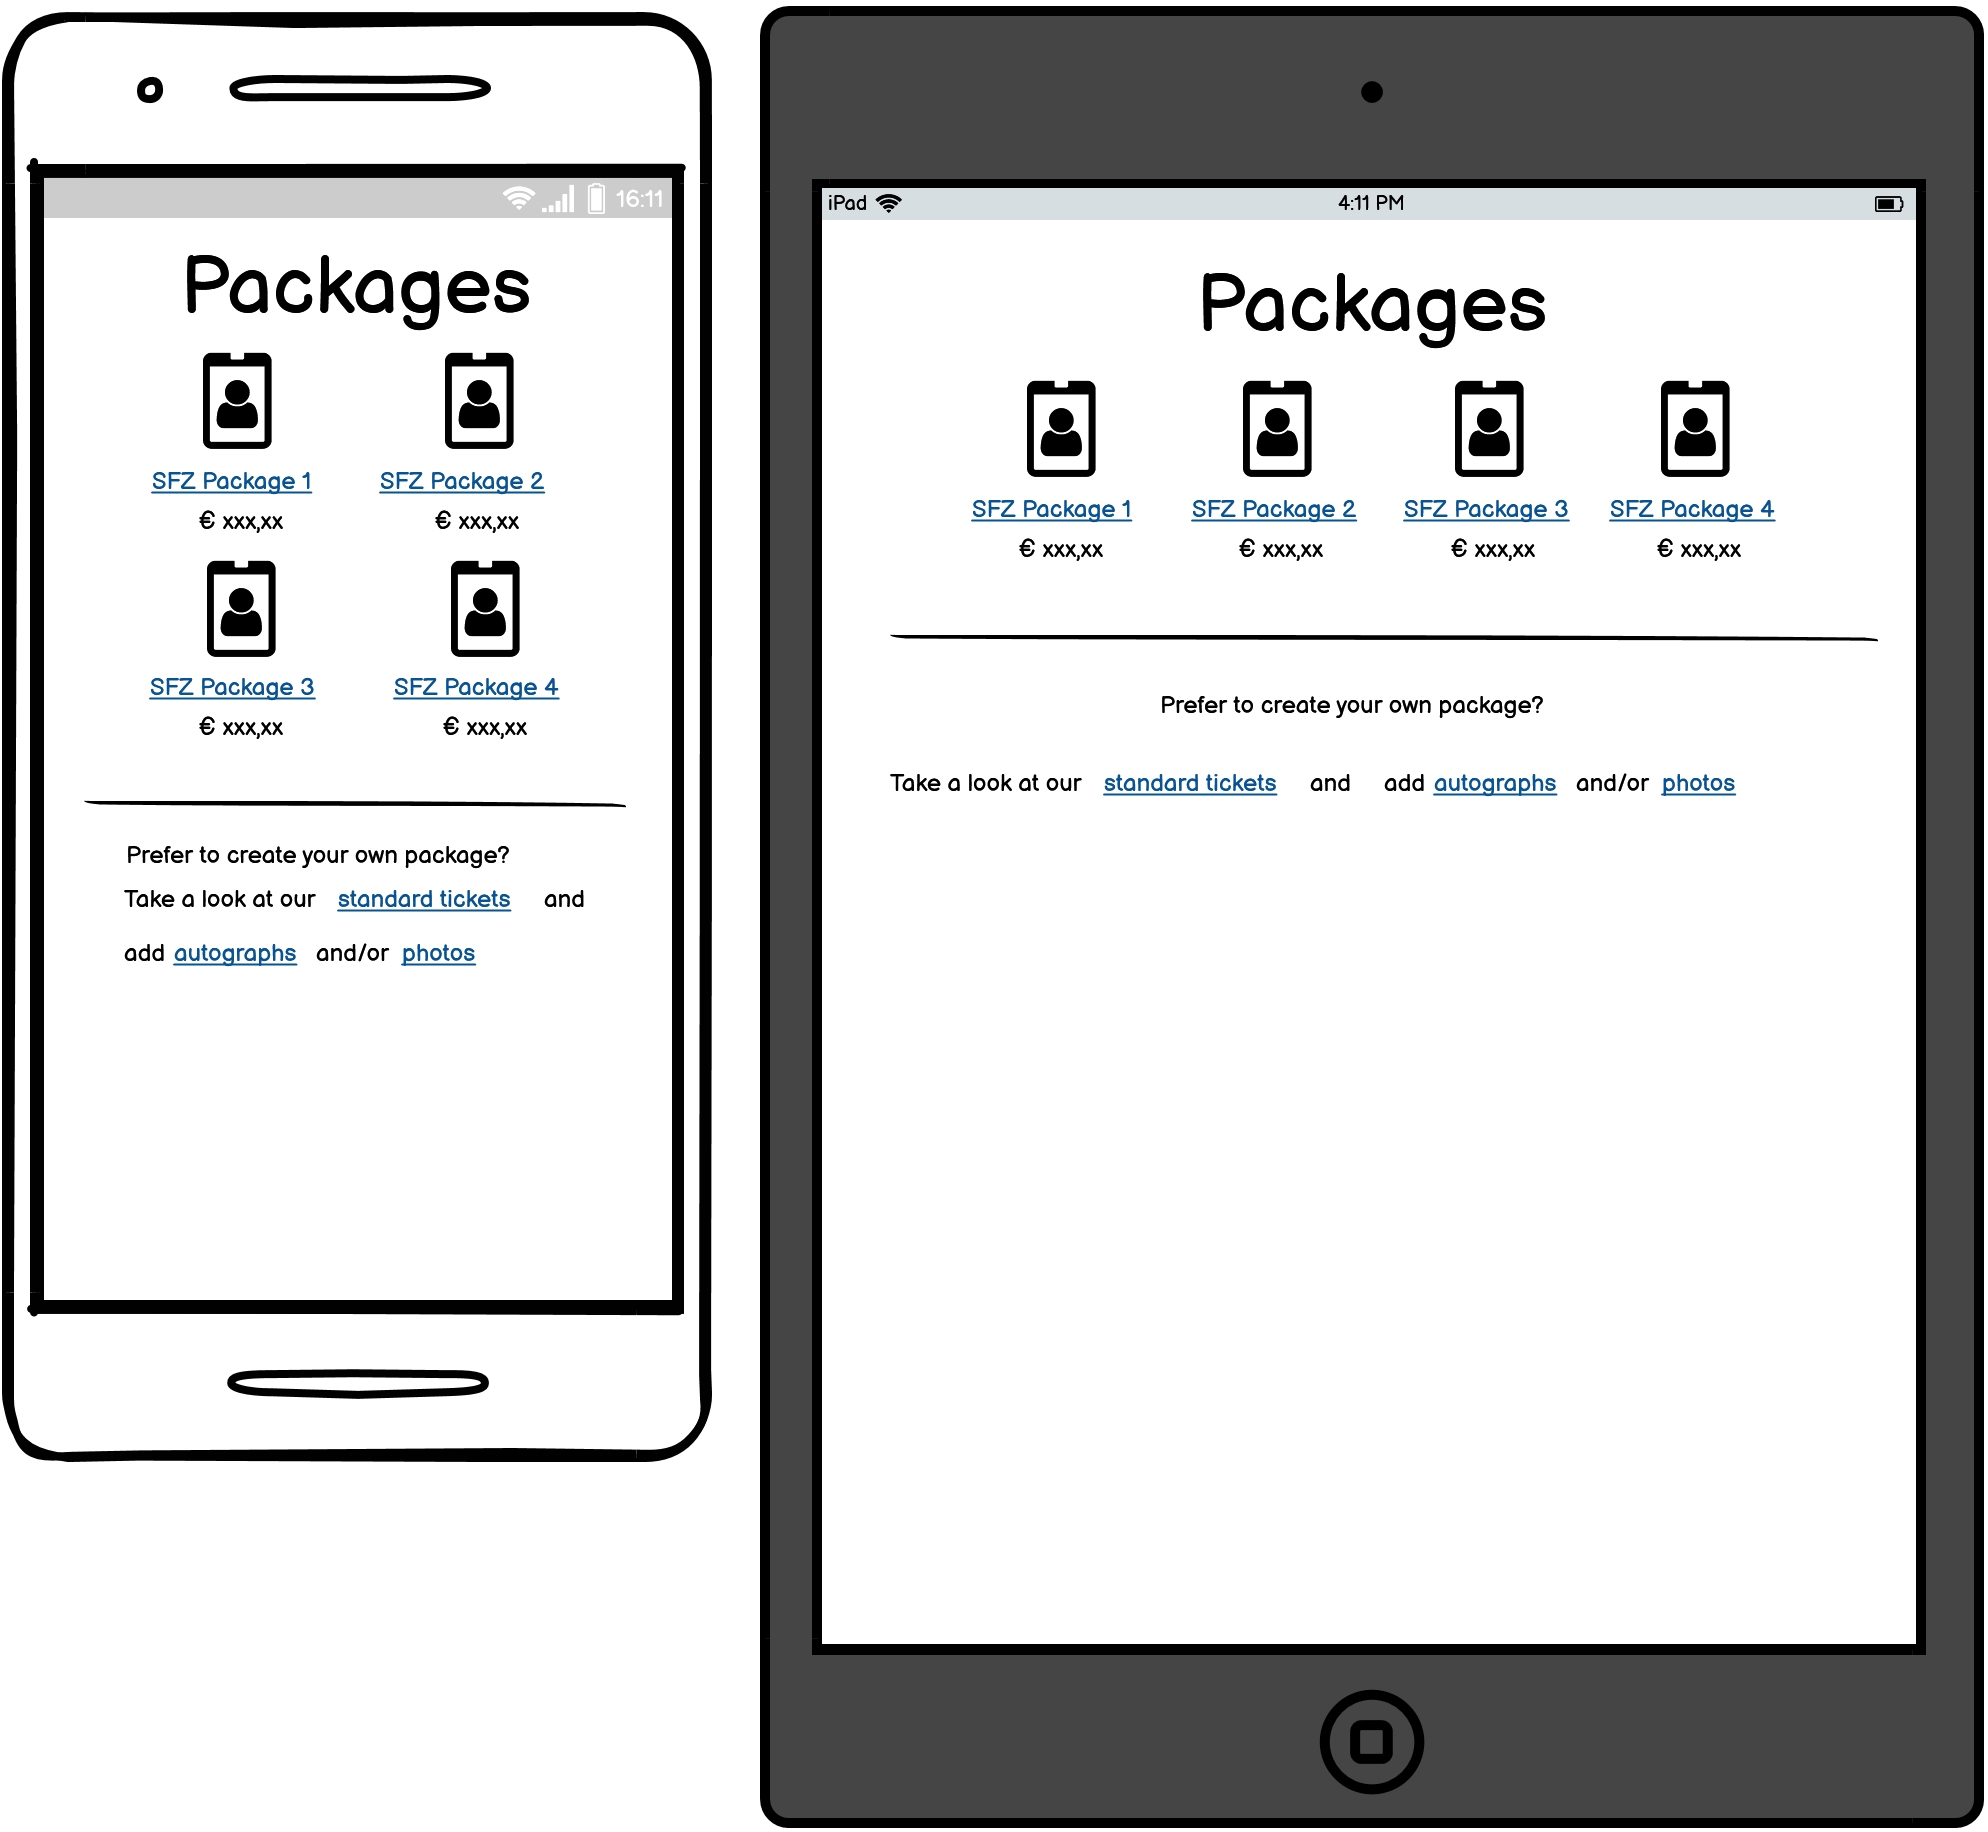 16:11
Packages
SFZ Package 1 SFZ Package 2
€ xxx,xx € xxx,xx
SFZ Package 3 SFZ Package 4
€ xxx,xx € xxx,xx
Prefer to create your own package?
Take a look at our standard tickets and
add autographs and/or photos
iPad 4:11 PM
Packages
SFZ Package 1 SFZ Package 2 SFZ Package 3 SFZ Package 4
€ xxx,xx € xxx,xx € xxx,xx € xxx,xx
Prefer to create your own package?
Take a look at our standard tickets and add autographs and/or photos